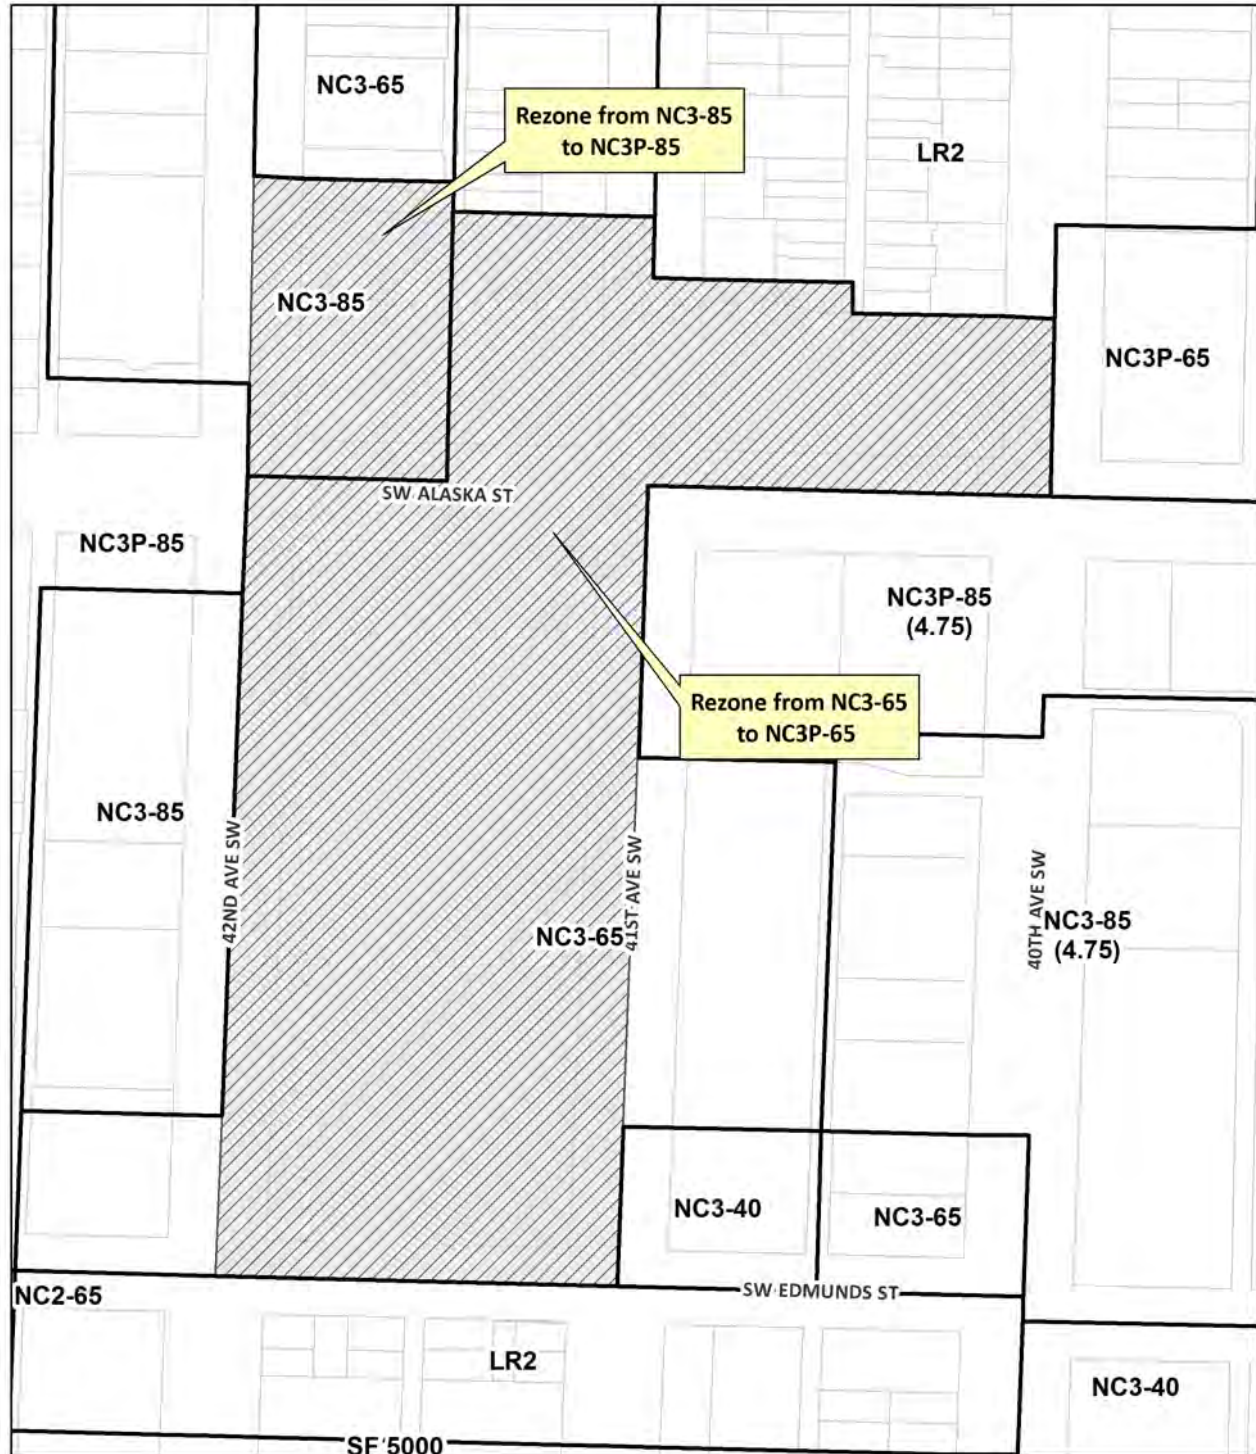 NC3-65
Rezone from NC3-85
to NC3P-85
LR2
NC3-85
NC3P-65
SW ALASKA ST
NC3P-85
NC3P-85
(4.75)
Rezone from NC3-65
to NC3P-65
NC3-85
42ND AVE SW
41ST AVE SW
40TH AVE SW
NC3-65
NC3-85
(4.75)
NC3-40
NC3-65
SW EDMUNDS ST
NC2-65
LR2
NC3-40
SF 5000